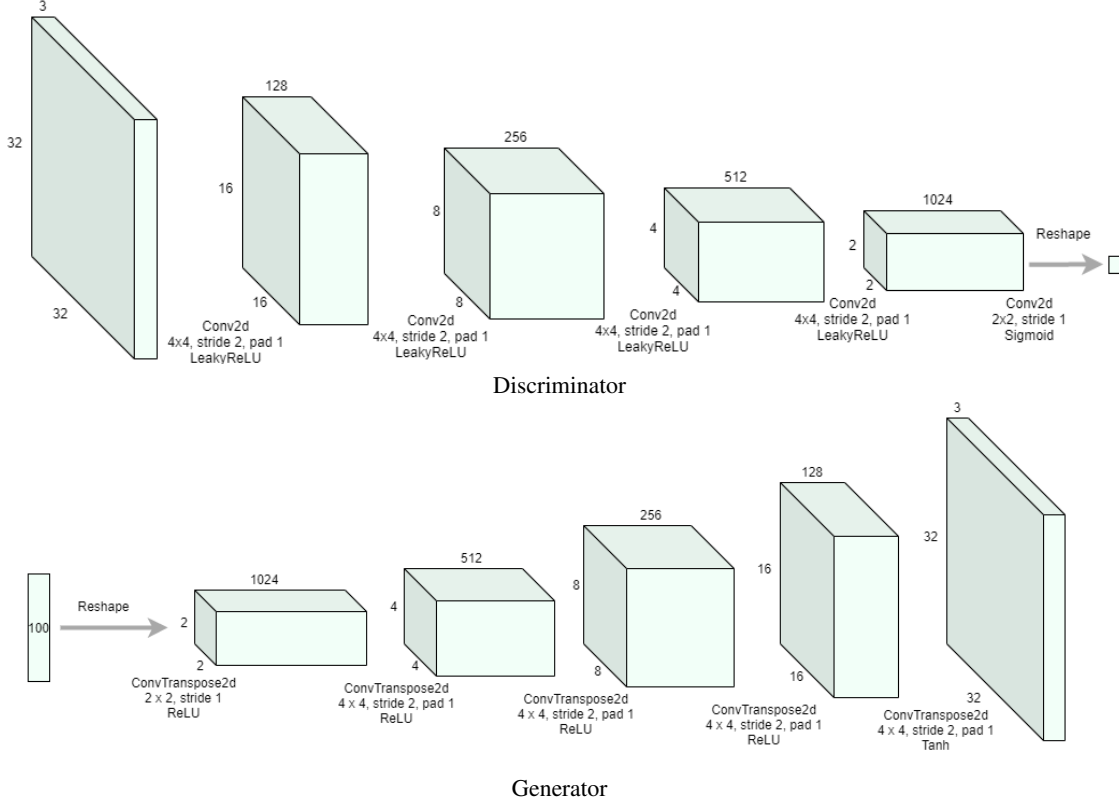 3
32
32
128
16
16
Conv2d
4x4, stride 2, pad 1
LeakyReLU
256
8
8
Conv2d
4x4, stride 2, pad 1
LeakyReLU
512
4
4
Conv2d
4x4, stride 2, pad 1
LeakyReLU
1024
2
2
Conv2d
4x4, stride 2, pad 1
LeakyReLU
Reshape
Conv2d
2x2, stride 1
Sigmoid
Discriminator
100
Reshape
1024
2
2
ConvTranspose2d
2 x 2, stride 1
ReLU
512
4
4
ConvTranspose2d
4 x 4, stride 2, pad 1
ReLU
256
8
8
ConvTranspose2d
4 x 4, stride 2, pad 1
ReLU
128
16
16
ConvTranspose2d
4 x 4, stride 2, pad 1
ReLU
3
32
32
ConvTranspose2d
4 x 4, stride 2, pad 1
Tanh
Generator